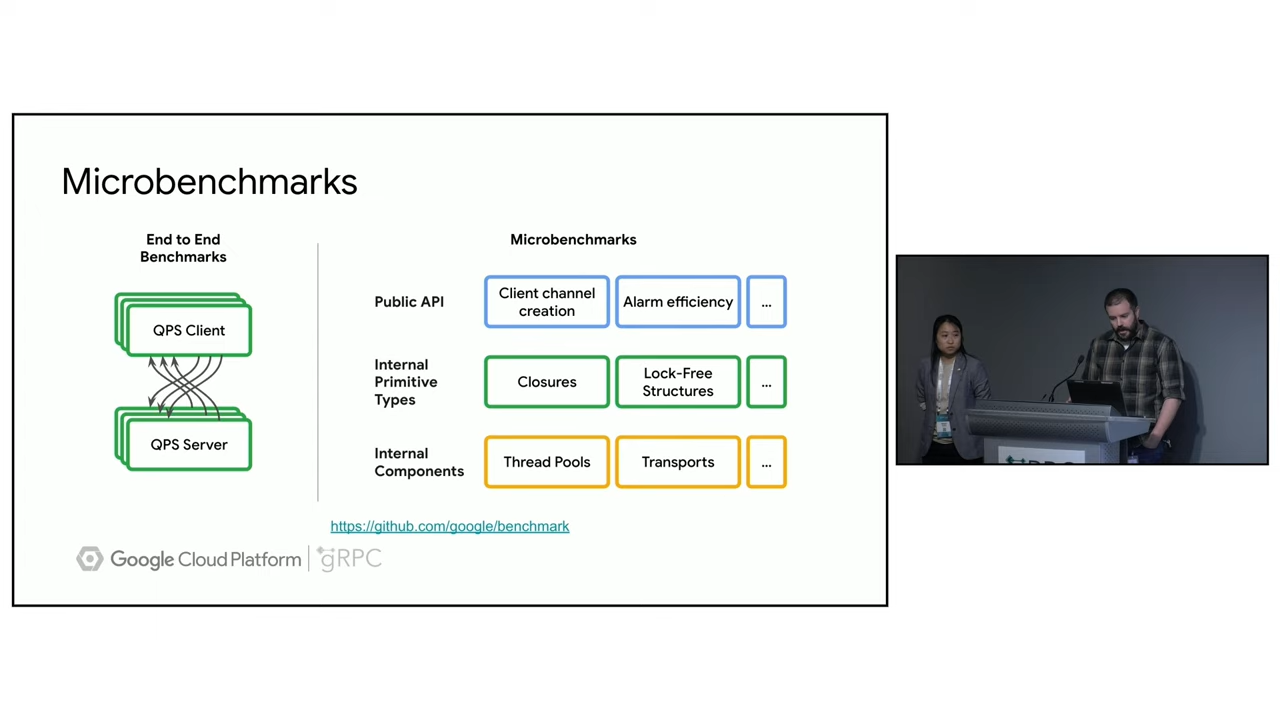 Microbenchmarks
End to End
Benchmarks
QPS Client
QPS Server
Microbenchmarks
Public API
Client channel
creation
Alarm efficiency
...
Internal
Primitive
Types
Closures
Lock-Free
Structures
...
Internal
Components
Thread Pools
Transports
...
https://github.com/google/benchmark
Google Cloud Platform
gRPC